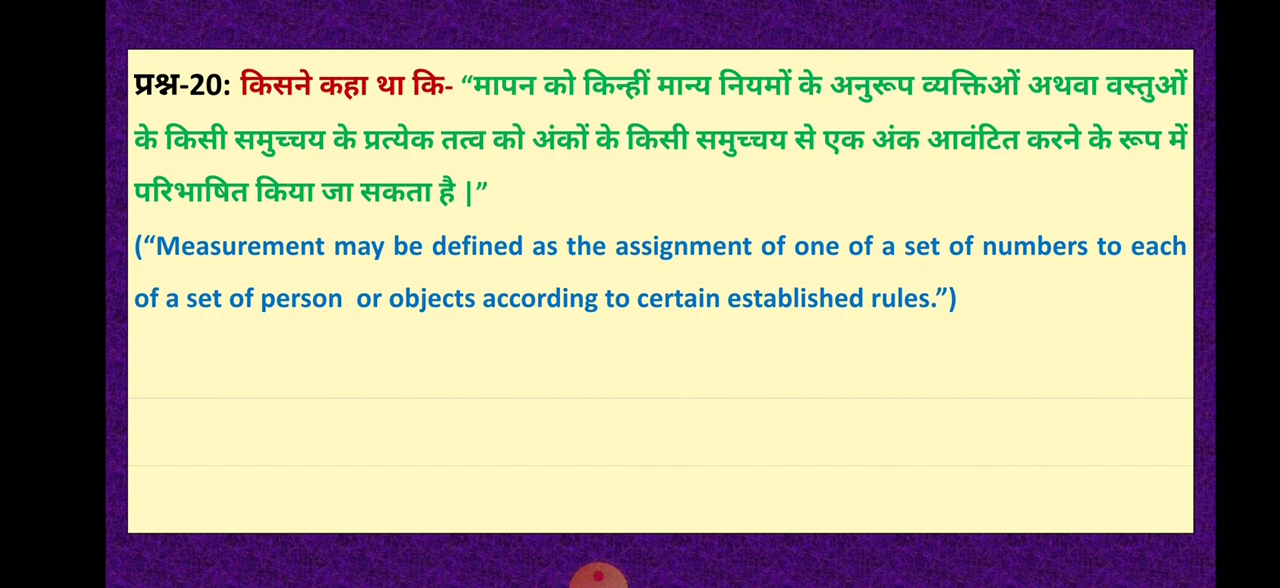 प्रश्न-20: किसने कहा था कि- “मापन को किन्हीं मान्य नियमों के अनुरूप व्यक्तिओं अथवा वस्तुओं
के किसी समुच्चय के प्रत्येक तत्व को अंकों के किसी समुच्चय से एक अंक आवंटित करने के रूप में
परिभाषित किया जा सकता है |”
(“Measurement may be defined as the assignment of one of a set of numbers to each
of a set of person or objects according to certain established rules.”)